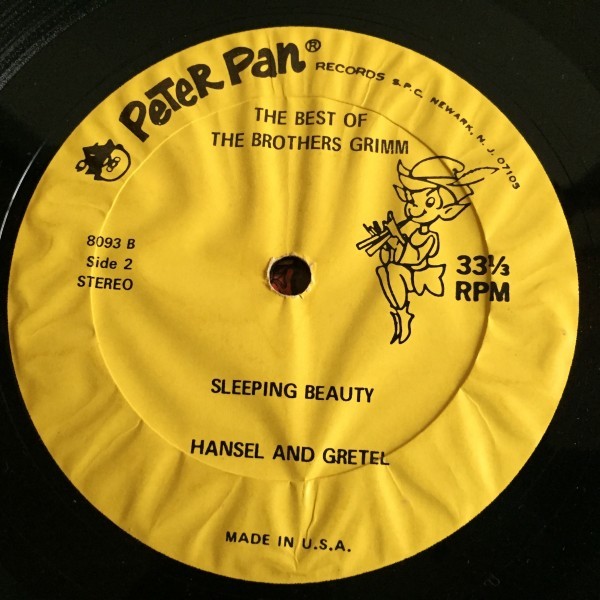 PETER PAN® RECORDS S.P.C. NEWARK, N. J. 07105
THE BEST OF
THE BROTHERS GRIMM
8093 B
Side 2
STEREO
33⅓
RPM
SLEEPING BEAUTY
HANSEL AND GRETEL
MADE IN U.S.A.